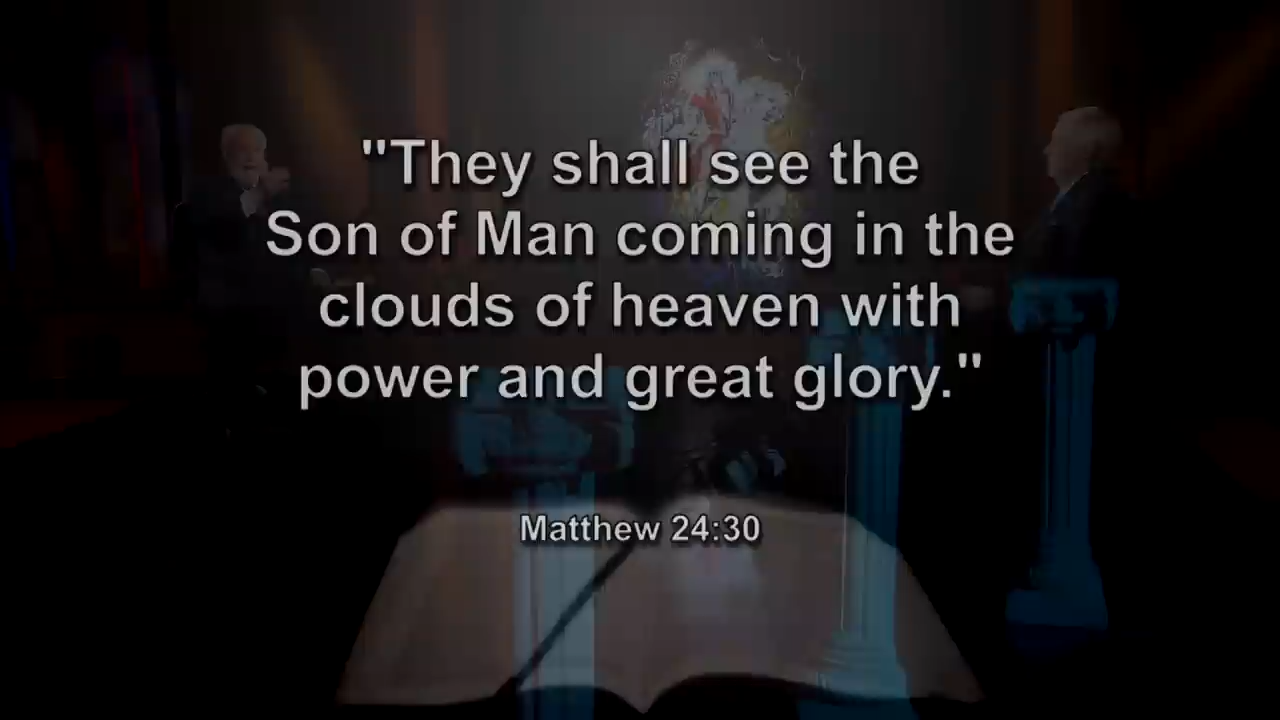 "They shall see the
Son of Man coming in the
clouds of heaven with
power and great glory."
Matthew 24:30